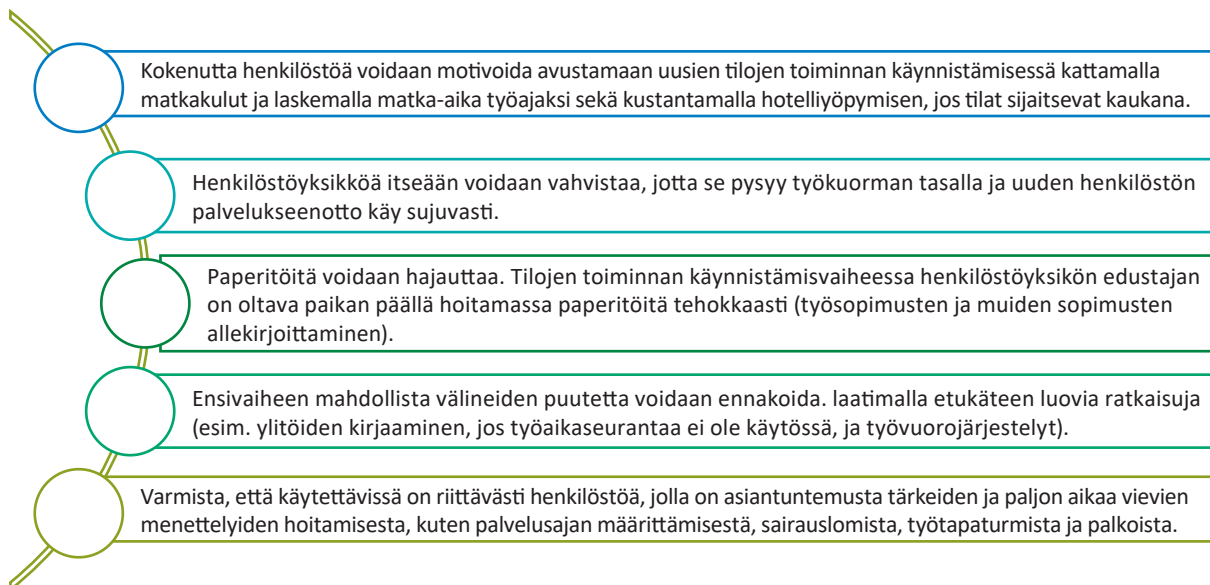 Kokenutta henkilöstöä voidaan motivoida avustamaan uusien tilojen toiminnan käynnistämisessä kattamalla
matkakulut ja laskemalla matka-aika työajaksi sekä kustantamalla hotelliyöpymisen, jos tilat sijaitsevat kaukana.
Henkilöstöyksikköä itseään voidaan vahvistaa, jotta se pysyy työkuorman tasalla ja uuden henkilöstön
palvelukseenotto käy sujuvasti.
Paperitöitä voidaan hajauttaa. Tilojen toiminnan käynnistämisvaiheessa henkilöstöyksikön edustajan
on oltava paikan päällä hoitamassa paperitöitä tehokkaasti (työsopimusten ja muiden sopimusten
allekirjoittaminen).
Ensivaiheen mahdollista välineiden puutetta voidaan ennakoida. laatimalla etukäteen luovia ratkaisuja
(esim. ylitöiden kirjaaminen, jos työaikaseurantaa ei ole käytössä, ja työvuorojärjestelyt).
Varmista, että käytettävissä on riittävästi henkilöstöä, jolla on asiantuntemusta tärkeiden ja paljon aikaa vievien
menettelyiden hoitamisesta, kuten palvelusajan määrittämisestä, sairauslomista, työtapaturmista ja palkoista.